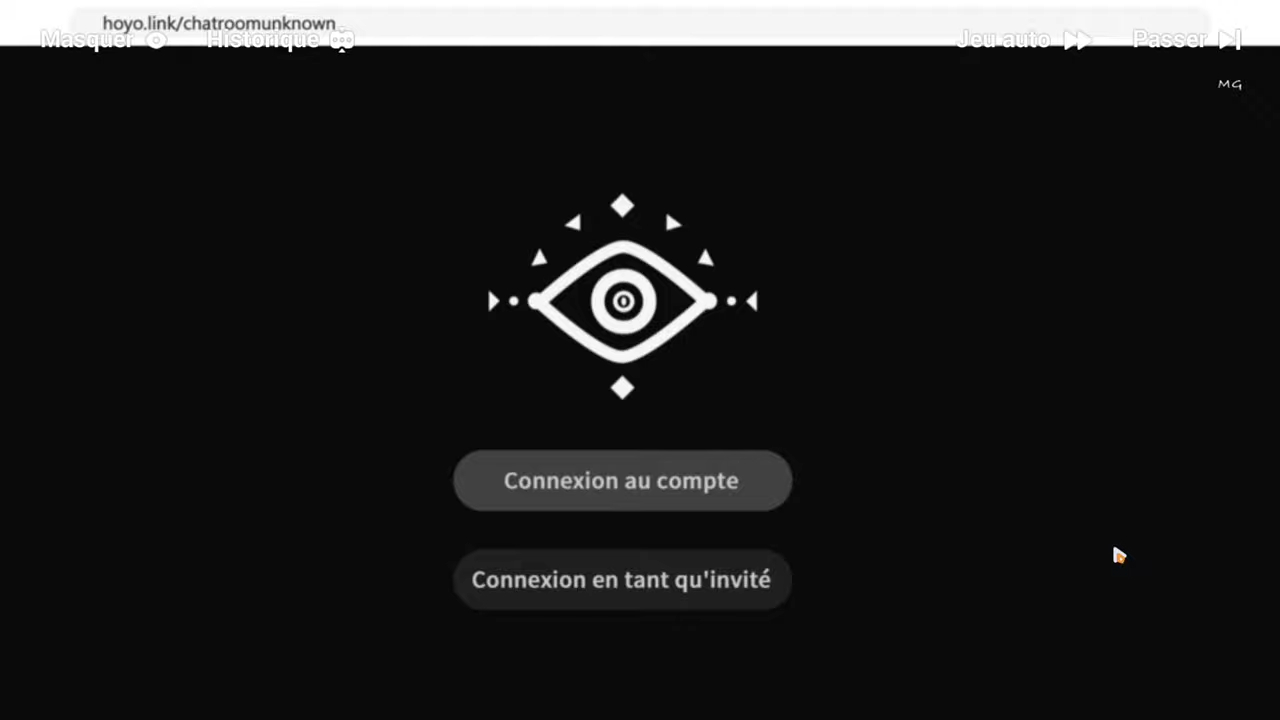 hoyo.link/chatroomunknown
Masquer
Historique
Jeu auto
Passer
MG
Connexion au compte
Connexion en tant qu'invité